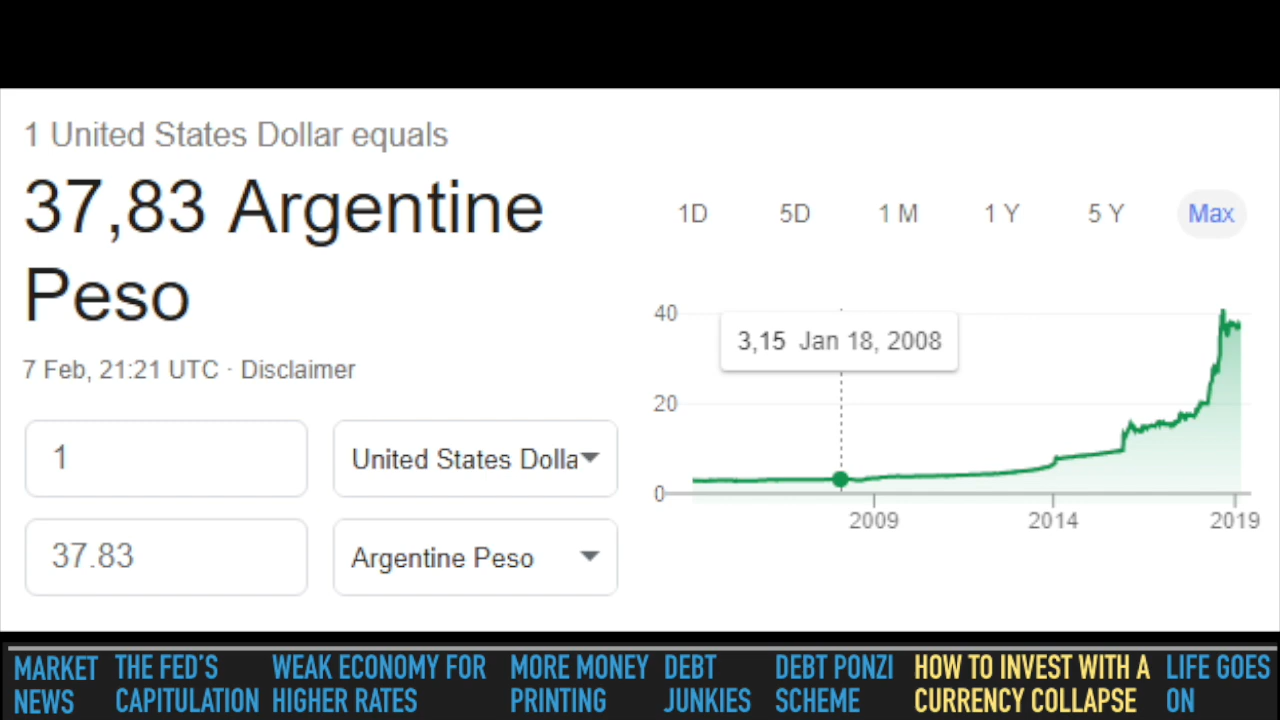 1 United States Dollar equals
37,83 Argentine
Peso
7 Feb, 21:21 UTC · Disclaimer
1
United States Dolla
37.83
Argentine Peso
1D 5D 1 M 1 Y 5 Y Max
40
3,15 Jan 18, 2008
20
0
2009 2014 2019
MARKET NEWS
THE FED'S CAPITULATION
WEAK ECONOMY FOR HIGHER RATES
MORE MONEY PRINTING
DEBT JUNKIES
DEBT PONZI SCHEME
HOW TO INVEST WITH A CURRENCY COLLAPSE
LIFE GOES ON